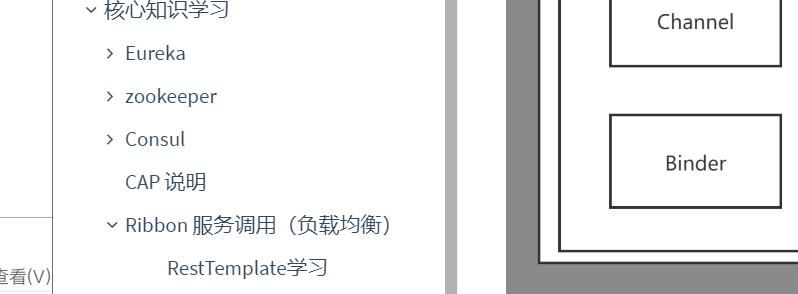 核心知识学习
Eureka
zookeeper
Consul
CAP 说明
Ribbon 服务调用（负载均衡）
RestTemplate学习
查看(V)
Channel
Binder